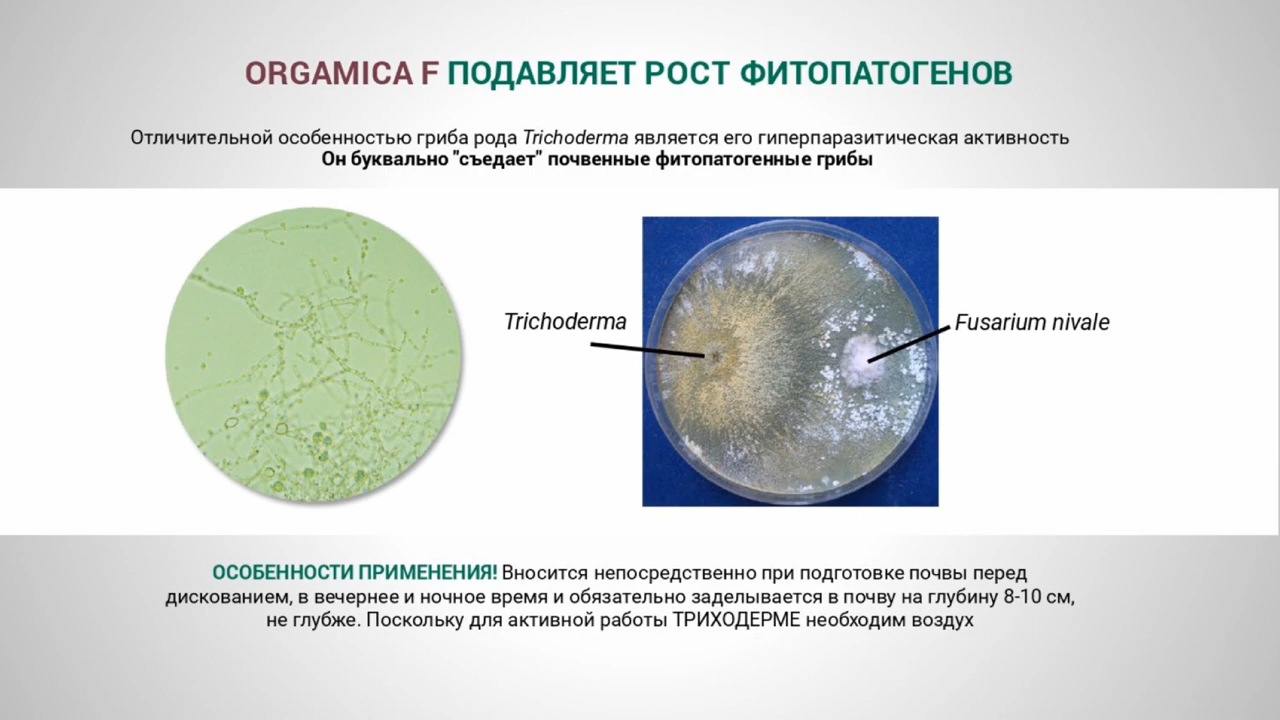 ORGAMICA F ПОДАВЛЯЕТ РОСТ ФИТОПАТОГЕНОВ
Отличительной особенностью гриба рода Trichoderma является его гиперпаразитическая активность
Он буквально "съедает" почвенные фитопатогенные грибы
Trichoderma
Fusarium nivale
ОСОБЕННОСТИ ПРИМЕНЕНИЯ! Вносится непосредственно при подготовке почвы перед
дискованием, в вечернее и ночное время и обязательно заделывается в почву на глубину 8-10 см,
не глубже. Поскольку для активной работы ТРИХОДЕРМЕ необходим воздух